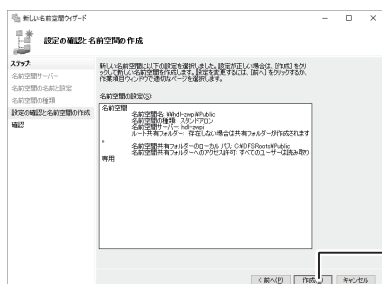 新しい名前空間ウィザード
設定の確認と名前空間の作成
ステップ:
名前空間サーバー
名前空間の名前と設定
名前空間の種類
設定の確認と名前空間の作成
確認
新しい名前空間に以下の設定を選択しました。設定が正しい場合は、[作成] をクリックして新しい名前空間を作成します。設定を変更するには、[前へ] をクリックするか、作業項目ウィンドウで適切なページを選択します。
名前空間の設定(S):
名前空間
名前空間名: ¥¥hdl-zwp¥Public
名前空間の種類: スタンドアロン
名前空間サーバー: hdl-zwp
ルート共有フォルダー: 存在しない場合は共有フォルダーが作成されます
。
名前空間共有フォルダーのローカル パス: C:¥DFSRoots¥Public
名前空間共有フォルダーへのアクセス許可: すべてのユーザーは読み取り
専用
< 前へ(P)
作成
キャンセル